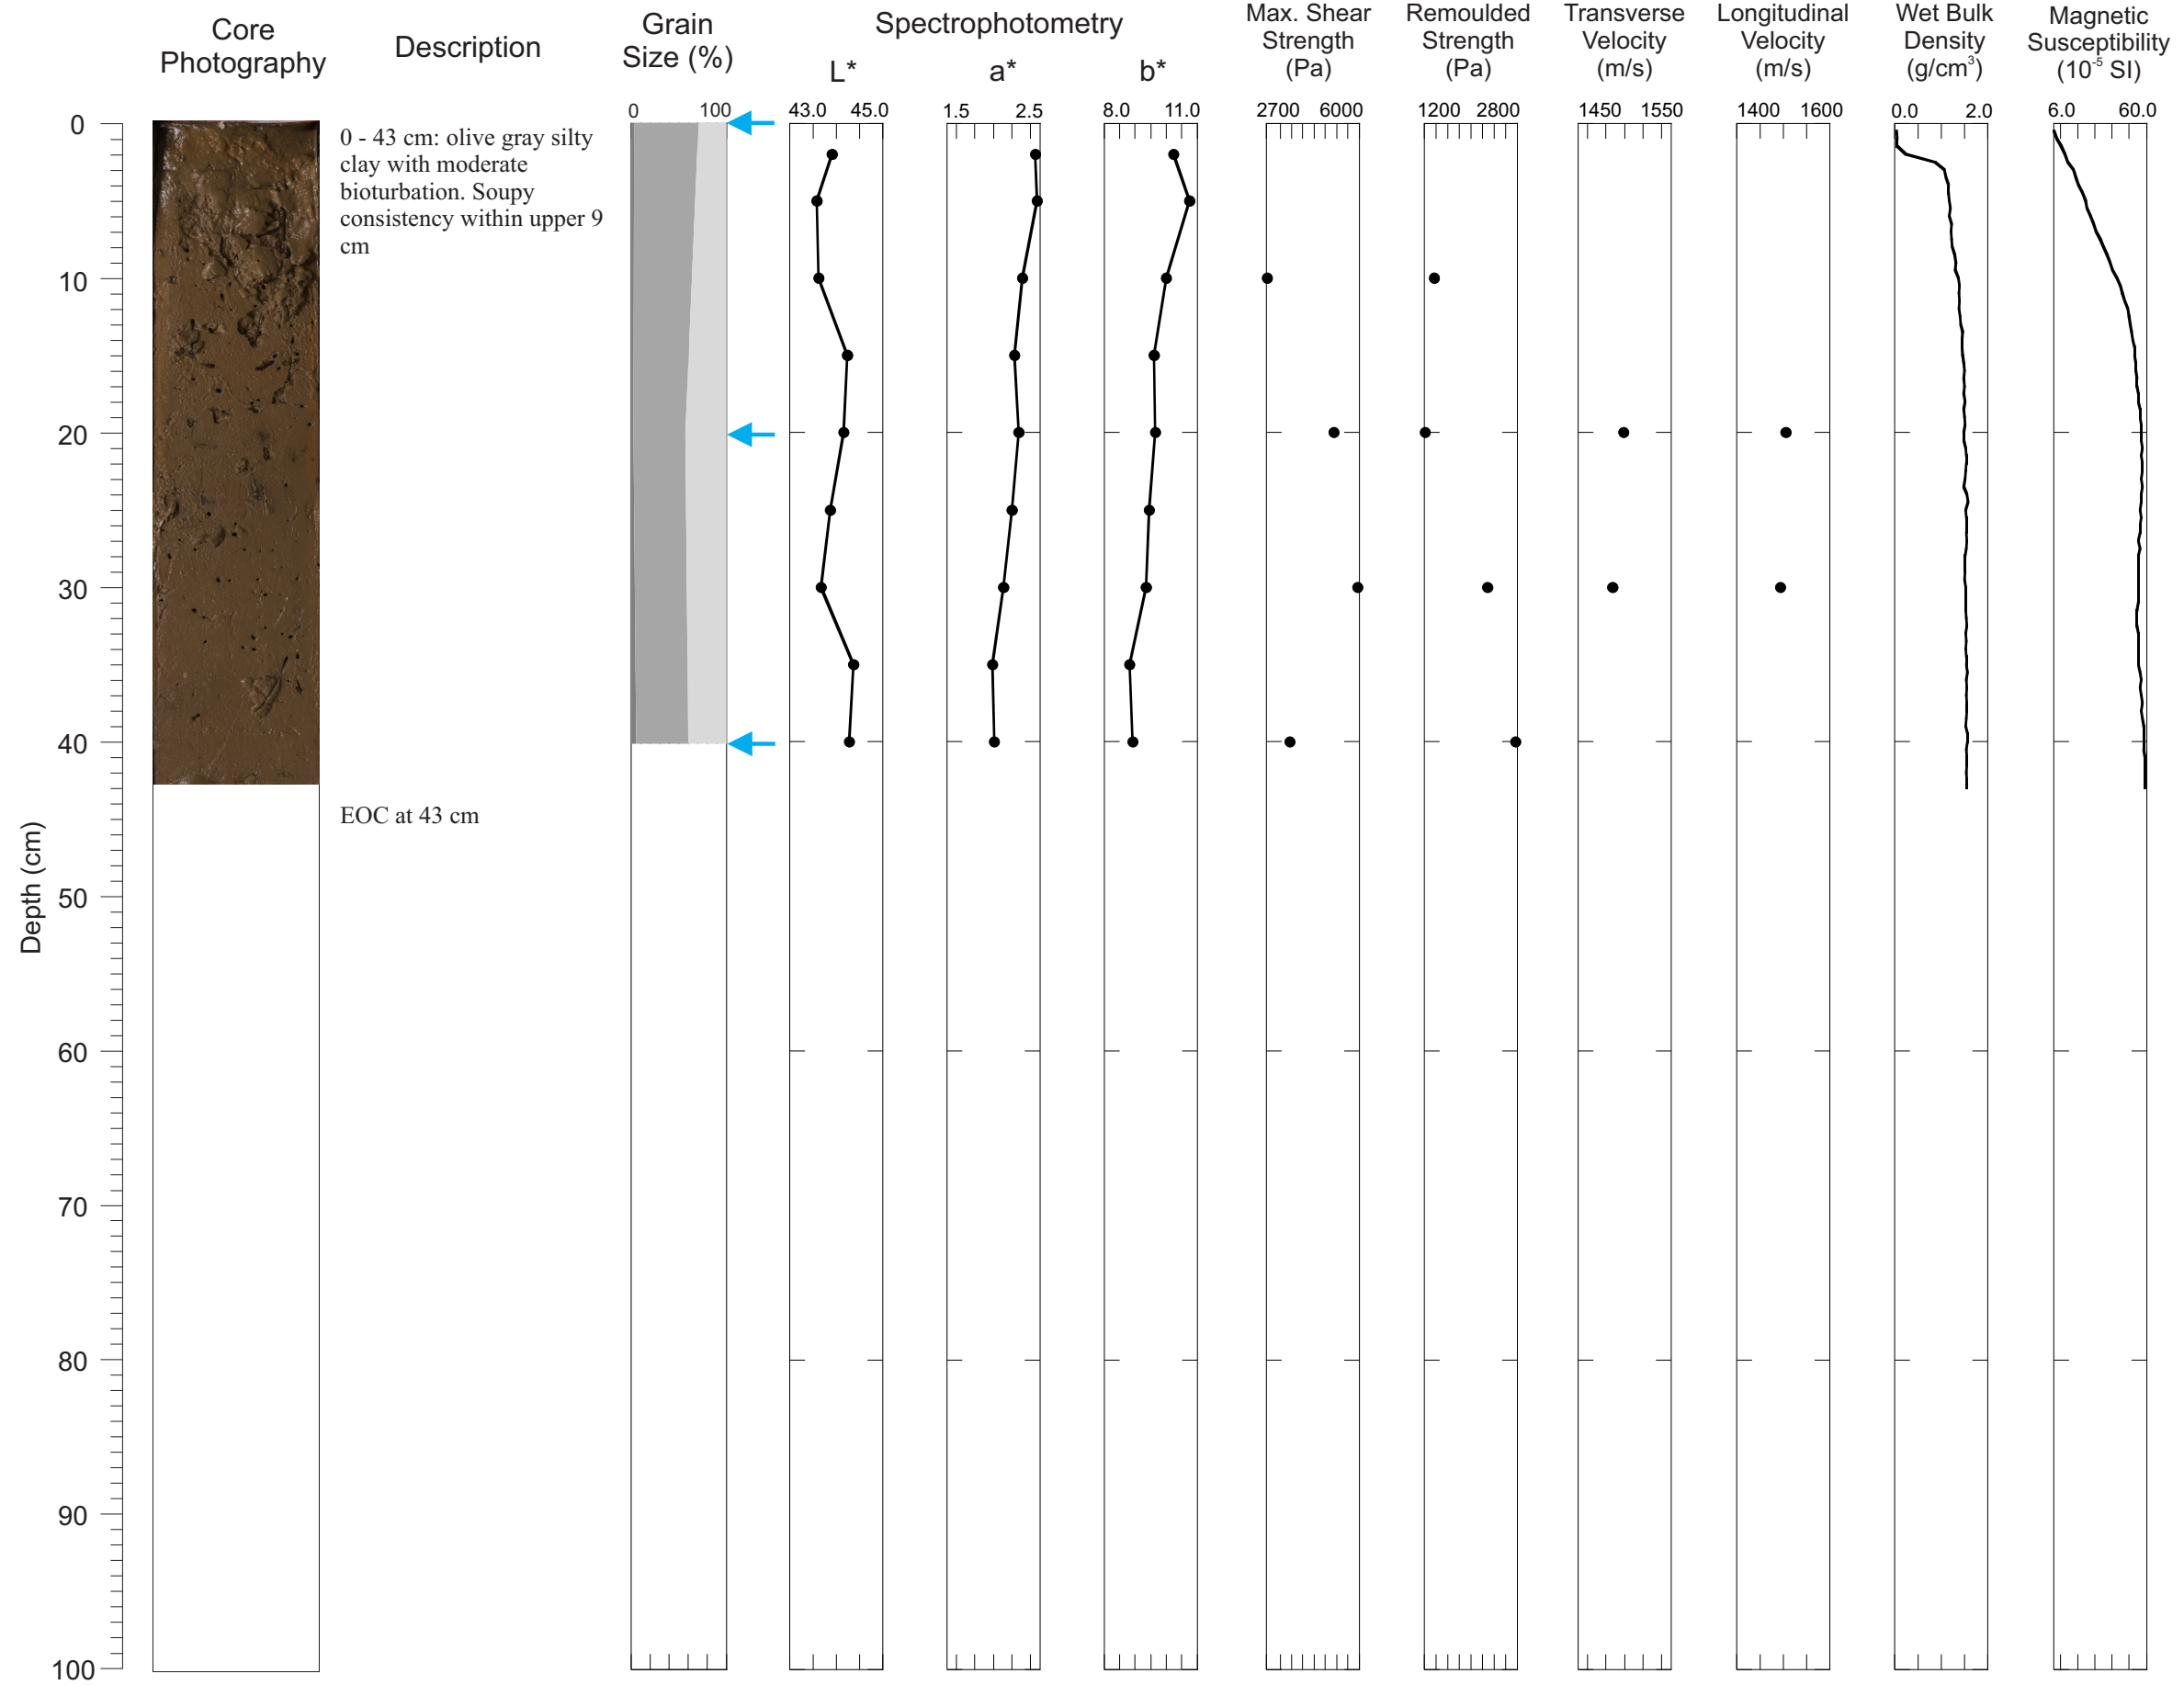 Core
Photography
Description
Grain
Size (%)
Spectrophotometry
L*
a*
b*
Max. Shear
Strength
(Pa)
Remoulded
Strength
(Pa)
Transverse
Velocity
(m/s)
Longitudinal
Velocity
(m/s)
Wet Bulk
Density
(g/cm³)
Magnetic
Susceptibility
(10⁻⁵ SI)
0 100
43.0 45.0
1.5 2.5
8.0 11.0
2700 6000
1200 2800
1450 1550
1400 1600
0.0 2.0
6.0 60.0
0 - 43 cm: olive gray silty
clay with moderate
bioturbation. Soupy
consistency within upper 9
cm
EOC at 43 cm
Depth (cm)
0
10
20
30
40
50
60
70
80
90
100